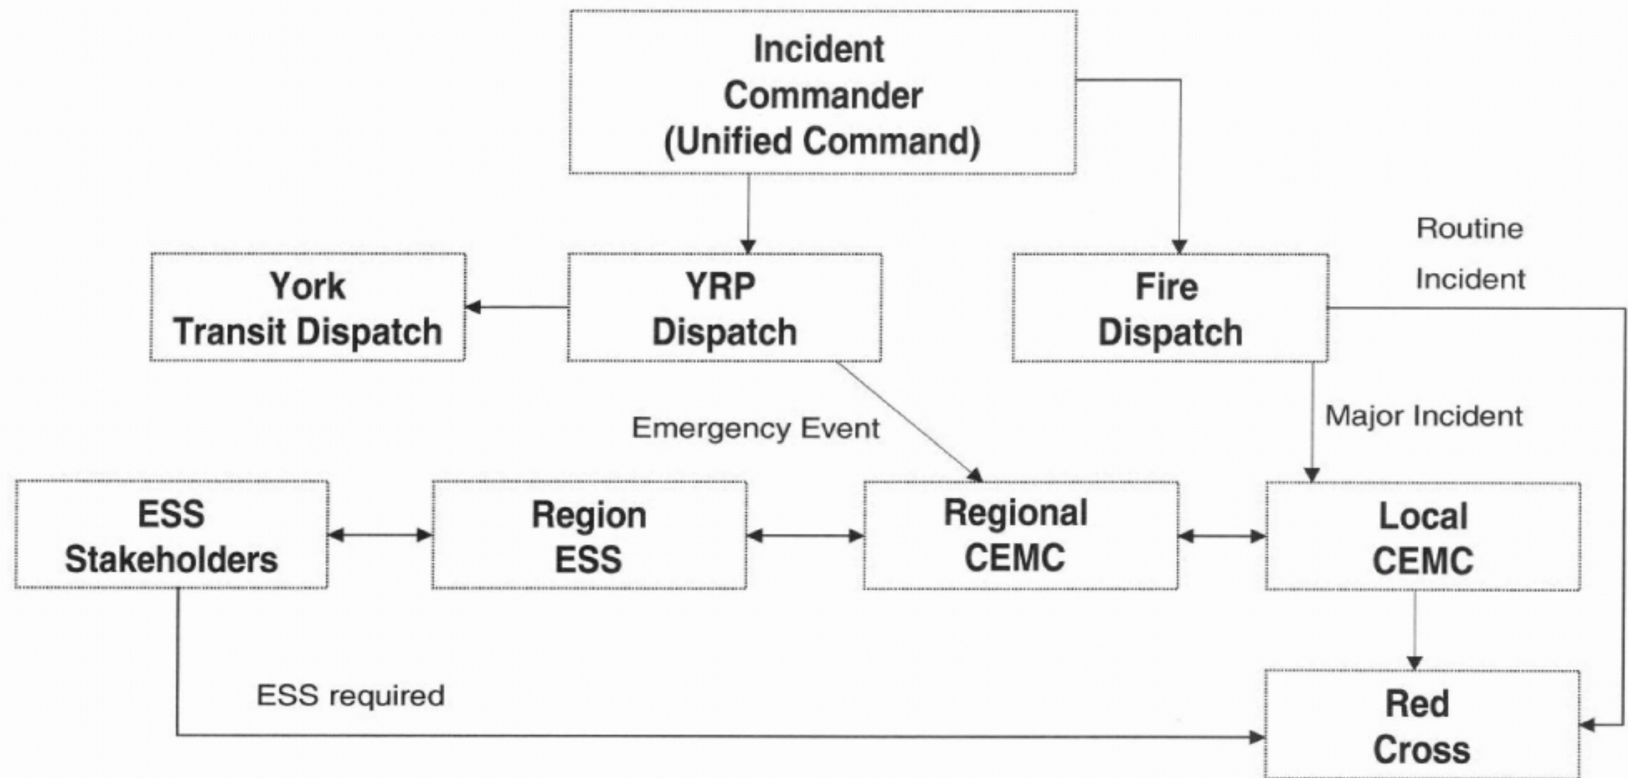 Incident
Commander
(Unified Command)
Routine
Incident
York
Transit Dispatch
YRP
Dispatch
Fire
Dispatch
Emergency Event
Major Incident
ESS
Stakeholders
Region
ESS
Regional
CEMC
Local
CEMC
ESS required
Red
Cross